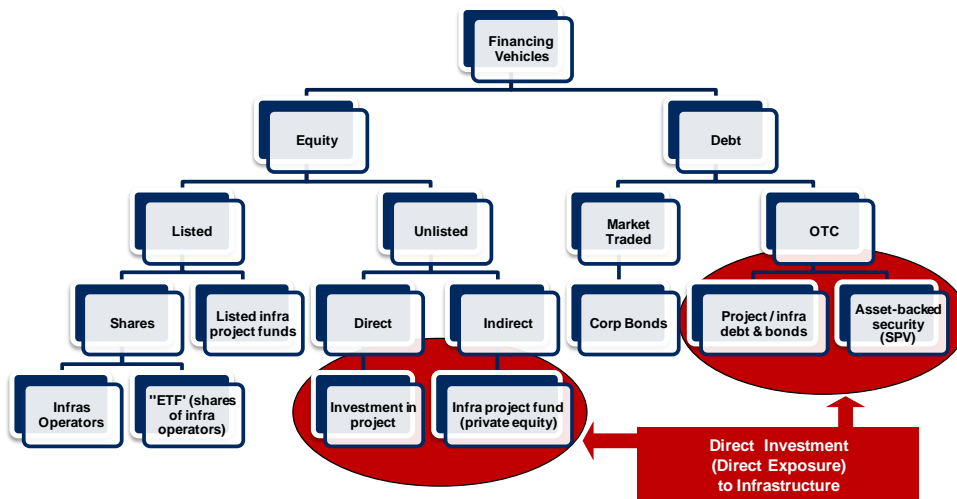 Financing
Vehicles
Equity
Debt
Listed
Unlisted
Market
Traded
OTC
Shares
Listed infra
project funds
Direct
Indirect
Corp Bonds
Project / infra
debt & bonds
Asset-backed
security
(SPV)
Infras
Operators
"ETF' (shares
of infra
operators)
Investment in
project
Infra project fund
(private equity)
Direct Investment
(Direct Exposure)
to Infrastructure